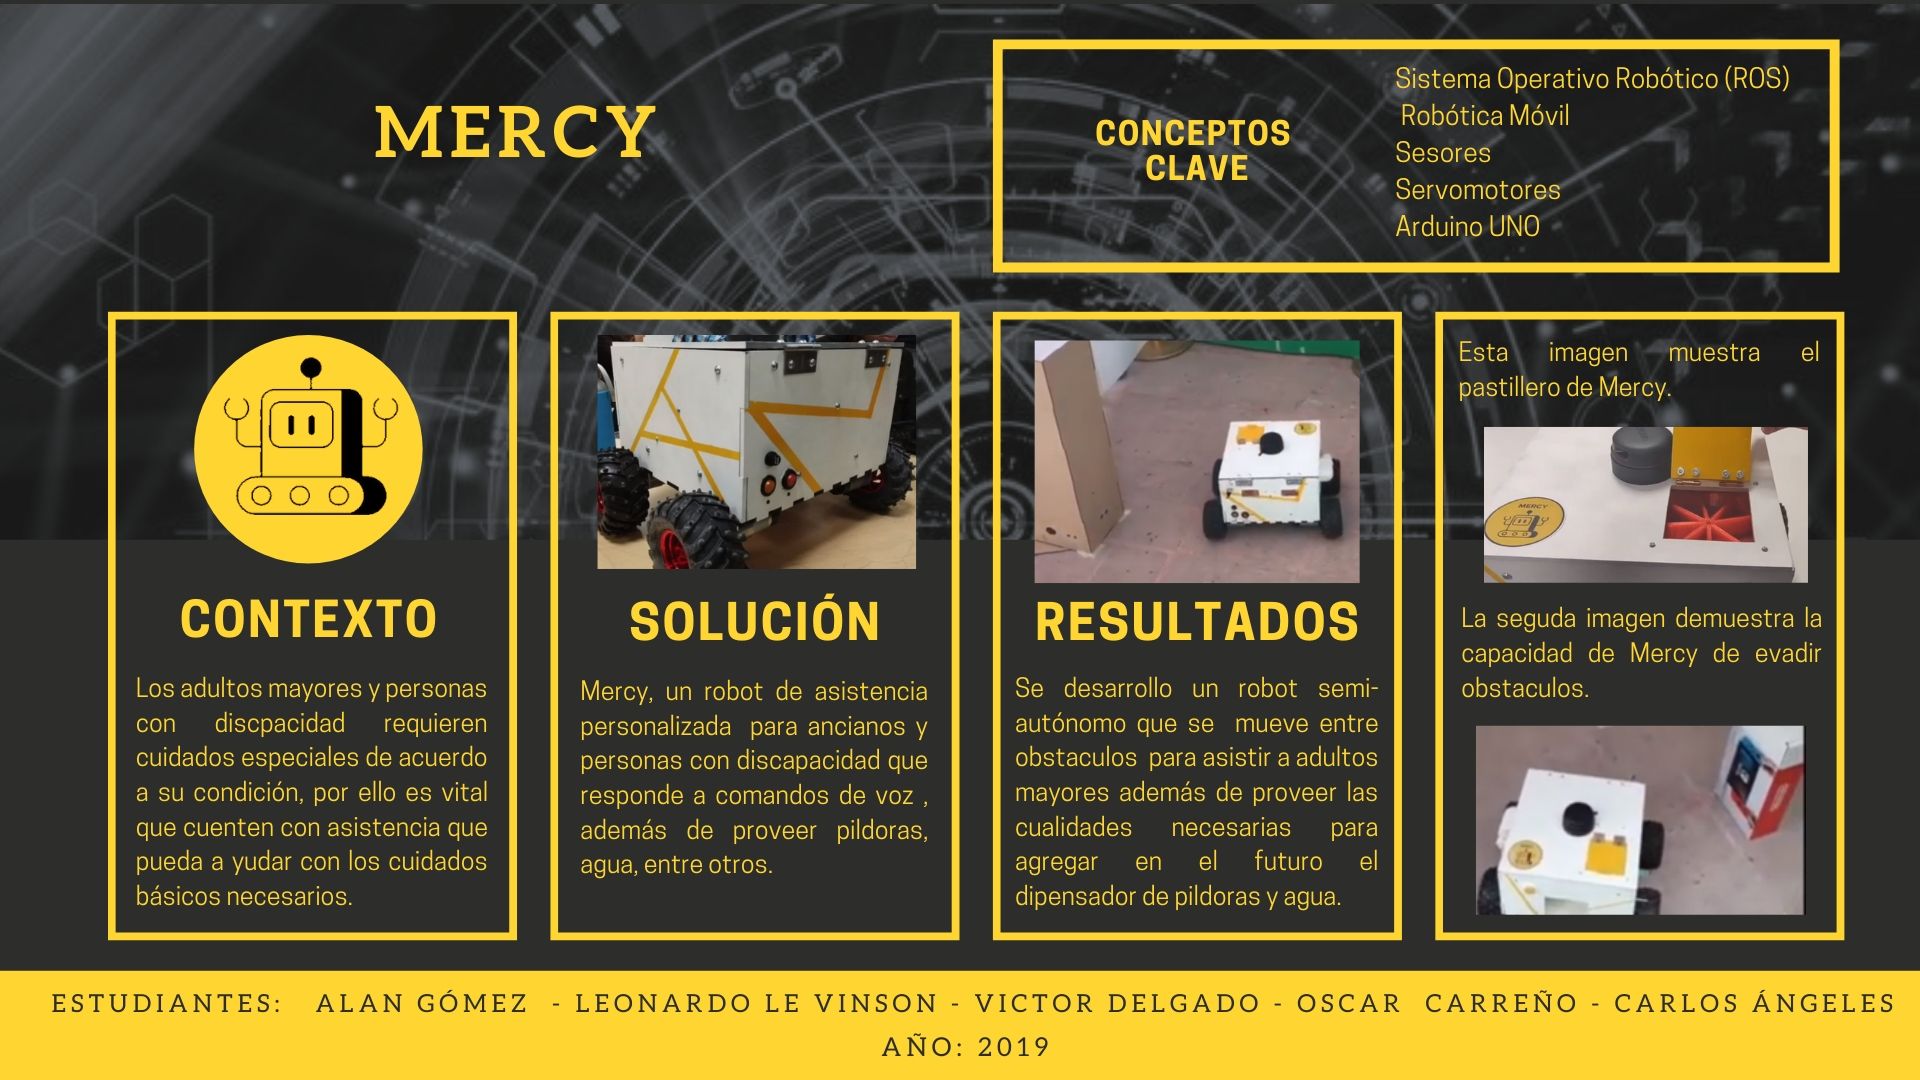 MERCY
CONCEPTOS
CLAVE
Sistema Operativo Robótico (ROS)
Robótica Móvil
Sesores
Servomotores
Arduino UNO
CONTEXTO
Los adultos mayores y personas
con discpacidad requieren
cuidados especiales de acuerdo
a su condición, por ello es vital
que cuenten con asistencia que
pueda a yudar con los cuidados
básicos necesarios.
SOLUCIÓN
Mercy, un robot de asistencia
personalizada para ancianos y
personas con discapacidad que
responde a comandos de voz ,
además de proveer pildoras,
agua, entre otros.
RESULTADOS
Se desarrollo un robot semi-
autónomo que se mueve entre
obstaculos para asistir a adultos
mayores además de proveer las
cualidades necesarias para
agregar en el futuro el
dipensador de pildoras y agua.
Esta imagen muestra el
pastillero de Mercy.
MERCY
La seguda imagen demuestra la
capacidad de Mercy de evadir
obstaculos.
ESTUDIANTES: ALAN GÓMEZ - LEONARDO LE VINSON - VICTOR DELGADO - OSCAR CARREÑO - CARLOS ÁNGELES
AÑO: 2019